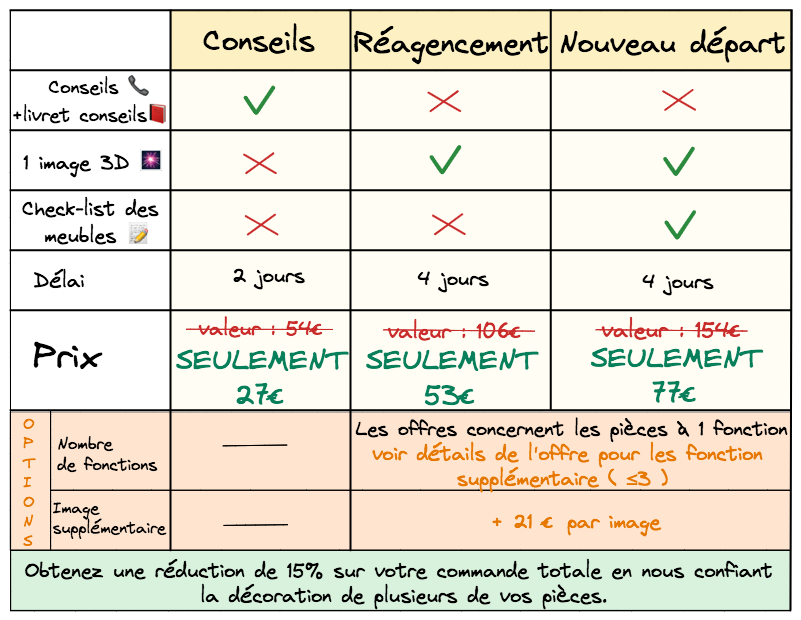 Conseils Réagencement Nouveau départ
Conseils
+livret conseils
1 image 3D
Check-list des
meubles
Délai 2 jours 4 jours 4 jours
Prix
valeur : 54€ valeur : 106€ valeur : 154€
SEULEMENT SEULEMENT SEULEMENT
27€ 53€ 77€
OPTIONS
Nombre
de fonctions
Les offres concernent les pièces à 1 fonction
voir détails de l'offre pour les fonction
supplémentaire ( ≤3 )
Image
supplémentaire
+ 21 € par image
Obtenez une réduction de 15% sur votre commande totale en nous confiant
la décoration de plusieurs de vos pièces.